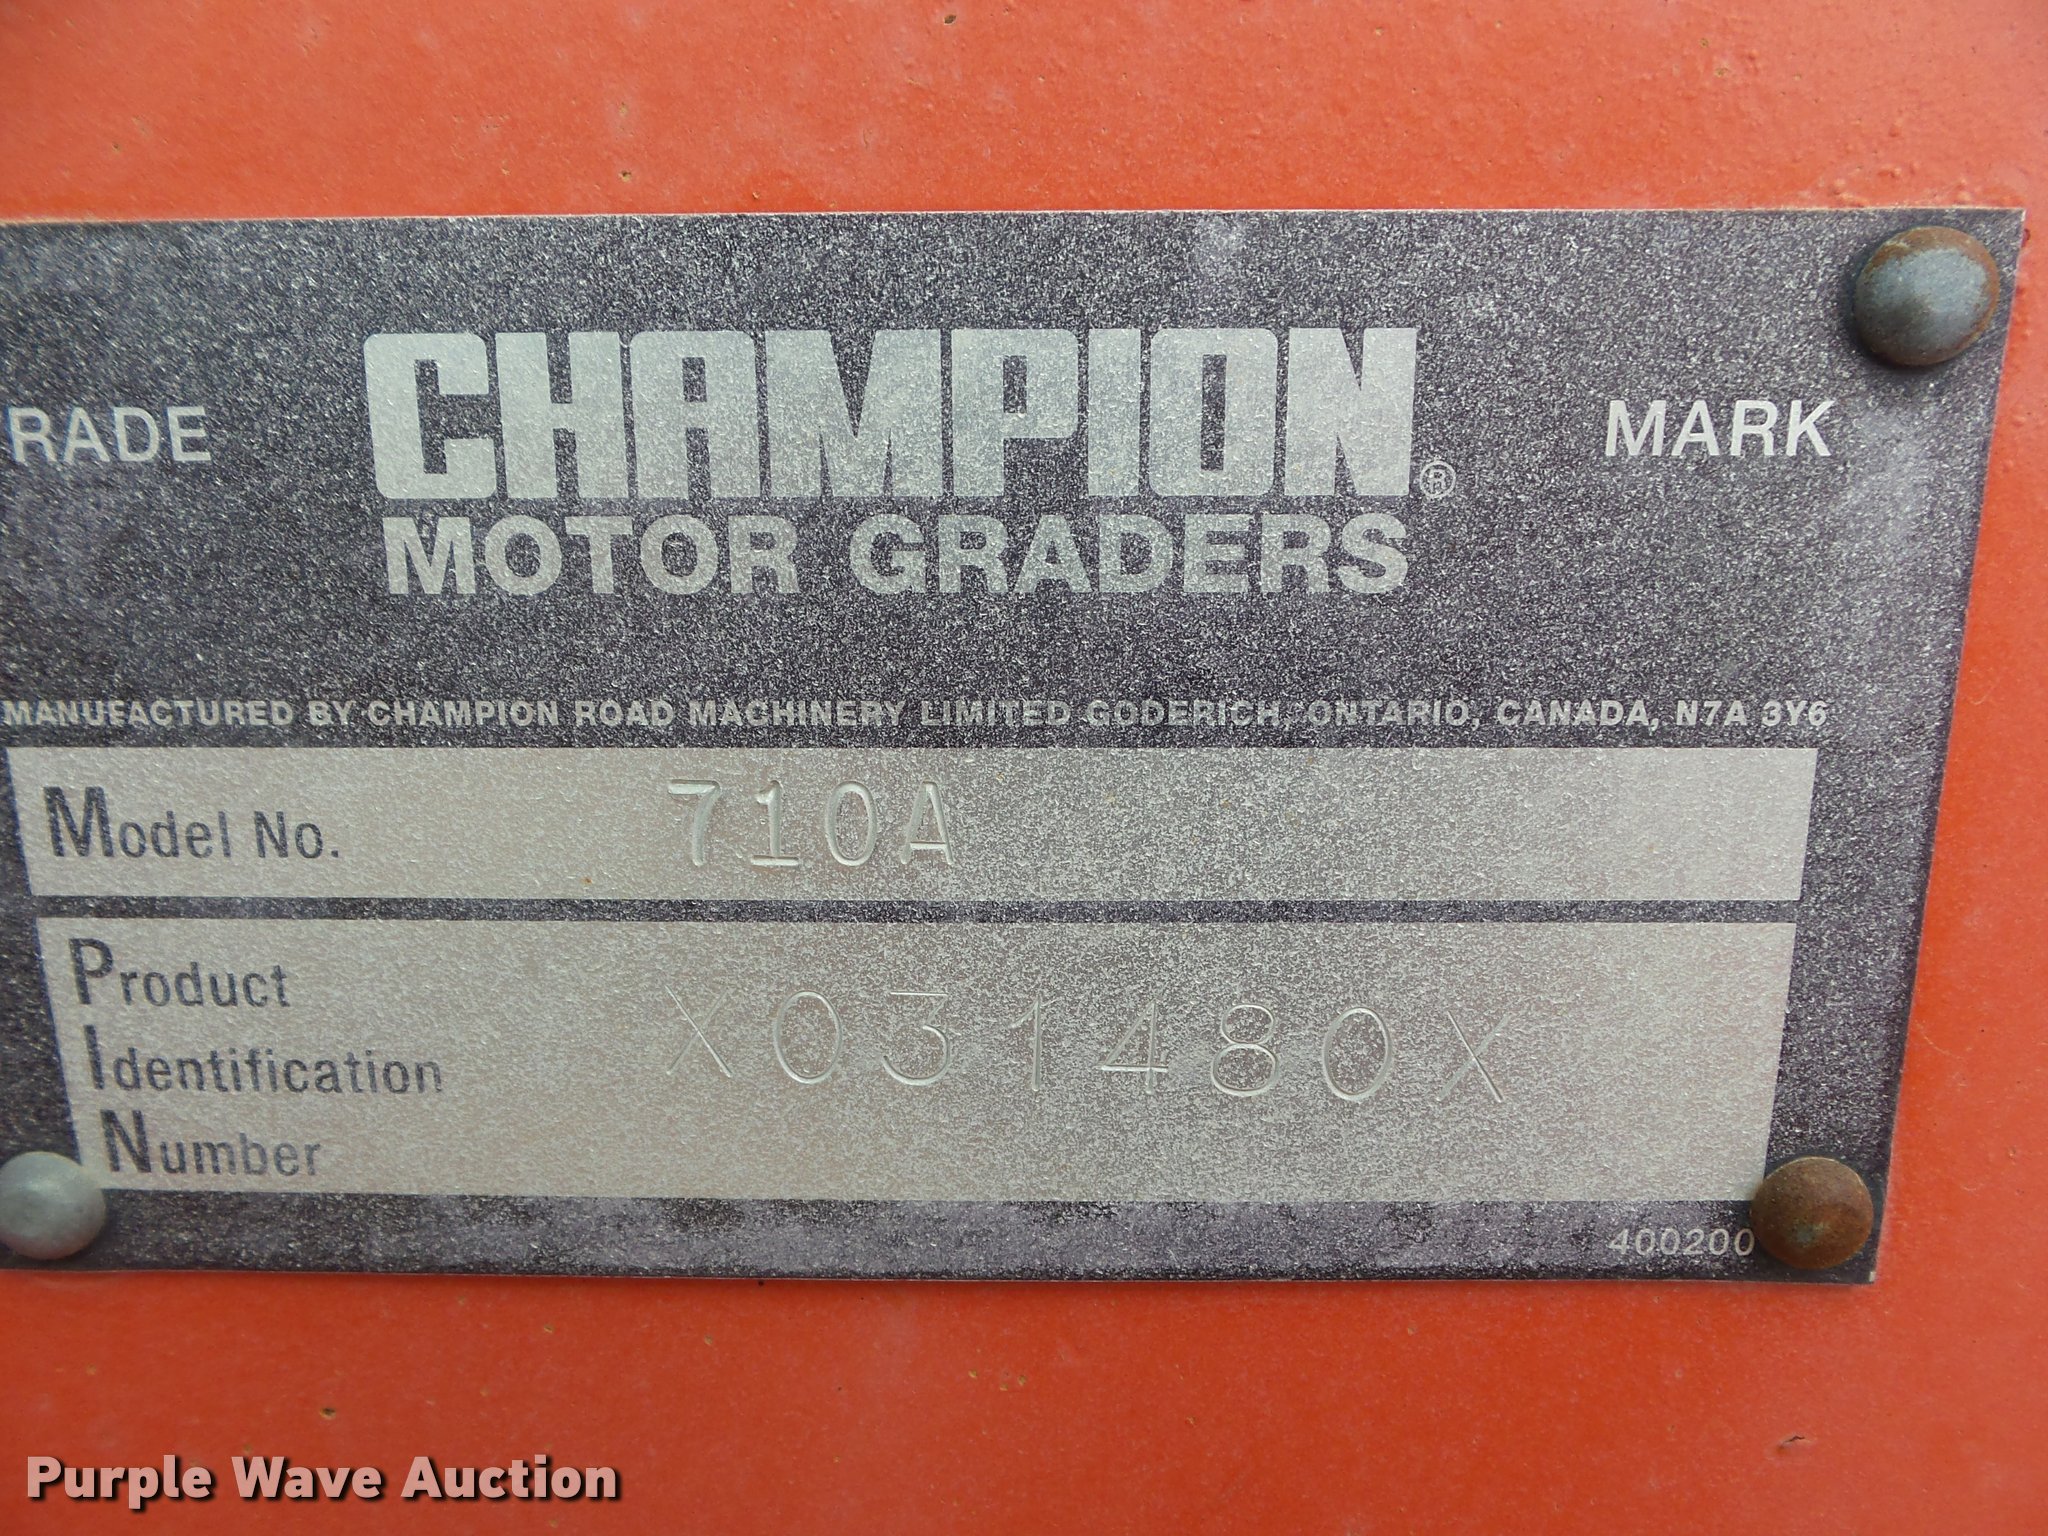 RADE CHAMPION® MARK
MOTOR GRADERS
MANUFACTURED BY CHAMPION ROAD MACHINERY LIMITED GODERICH, ONTARIO, CANADA, N7A 3Y6
Model No. 710A
Product
Identification X031480X
Number
400200
Purple Wave Auction